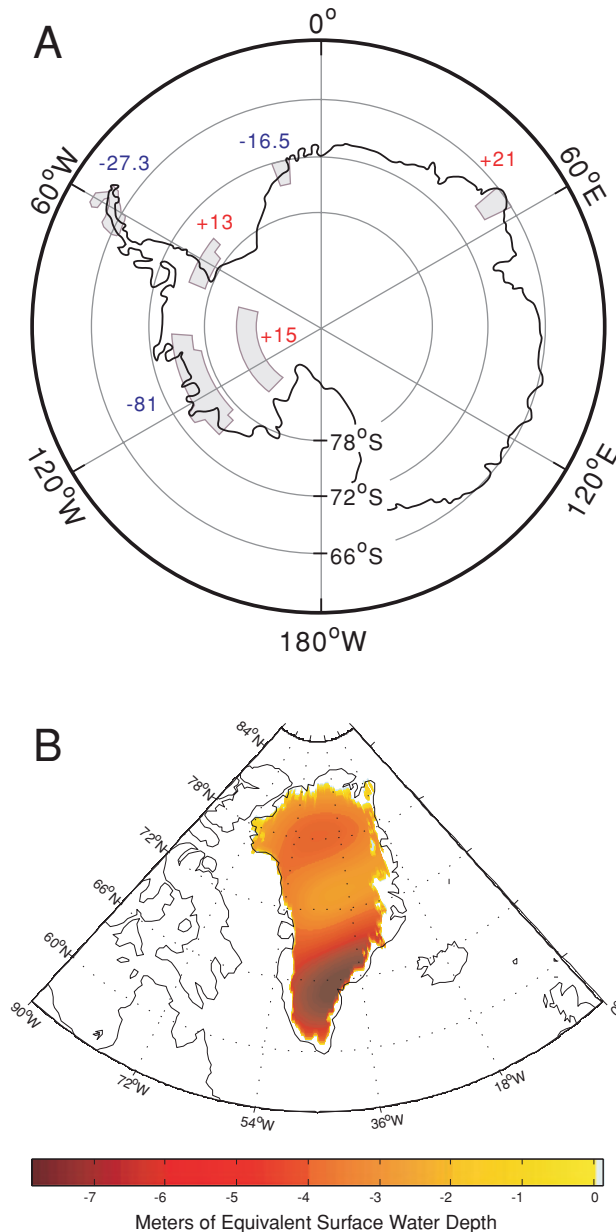 A
0°
-16.5
-27.3
+21
60°W
60°E
+13
+15
-81
78°S
120°W
72°S
120°E
66°S
180°W
B
84°N
78°N
72°N
66°N
60°N
90°W
72°W
54°W
36°W
18°W
-7 -6 -5 -4 -3 -2 -1 0
Meters of Equivalent Surface Water Depth